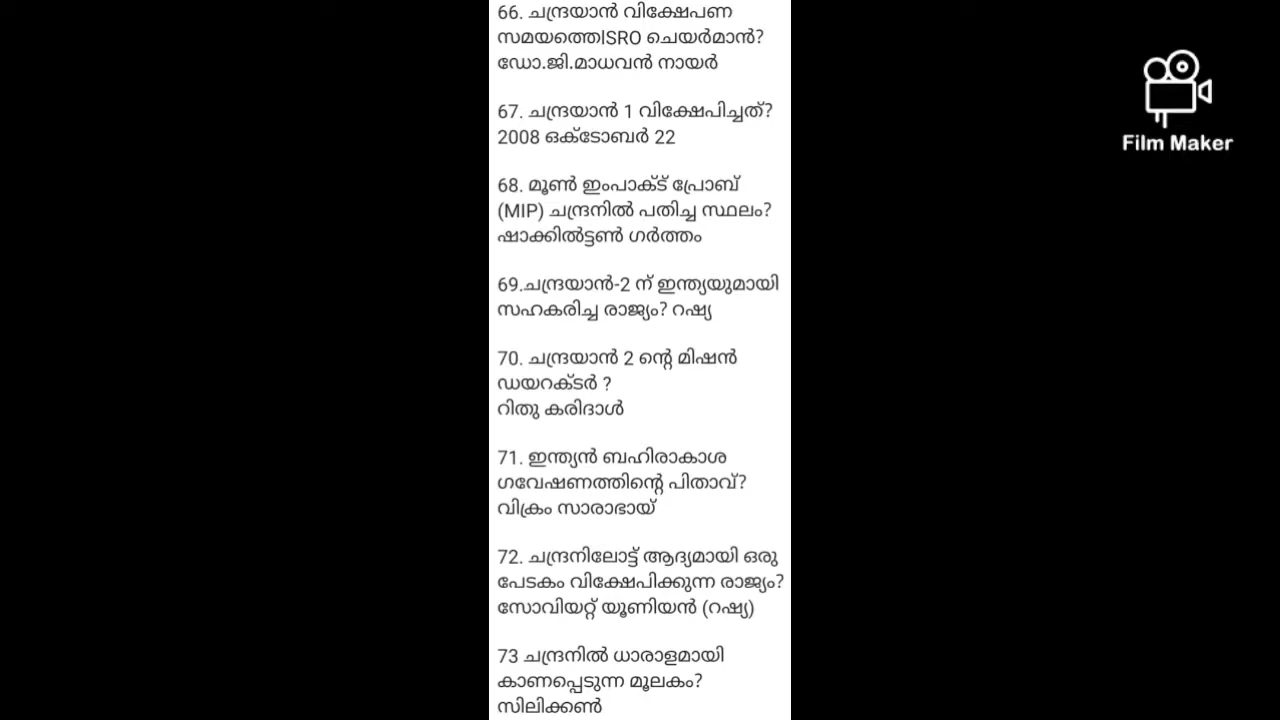 66. ചന്ദ്രയാൻ വിക്ഷേപണ
സമയത്തെISRO ചെയർമാൻ?
ഡോ.ജി.മാധവൻ നായർ
67. ചന്ദ്രയാൻ 1 വിക്ഷേപിച്ചത്?
2008 ഒക്ടോബർ 22
68. മൂൺ ഇംപാക്ട് പ്രോബ്
(MIP) ചന്ദ്രനിൽ പതിച്ച സ്ഥലം?
ഷാക്കിൽട്ടൺ ഗർത്തം
69.ചന്ദ്രയാൻ-2 ന് ഇന്ത്യയുമായി
സഹകരിച്ച രാജ്യം? റഷ്യ
70. ചന്ദ്രയാൻ 2 ന്റെ മിഷൻ
ഡയറക്ടർ ?
റിതു കരിദാൾ
71. ഇന്ത്യൻ ബഹിരാകാശ
ഗവേഷണത്തിന്റെ പിതാവ്?
വിക്രം സാരാഭായ്
72. ചന്ദ്രനിലോട്ട് ആദ്യമായി ഒരു
പേടകം വിക്ഷേപിക്കുന്ന രാജ്യം?
സോവിയറ്റ് യൂണിയൻ (റഷ്യ)
73 ചന്ദ്രനിൽ ധാരാളമായി
കാണപ്പെടുന്ന മൂലകം?
സിലിക്കൺ
Film Maker